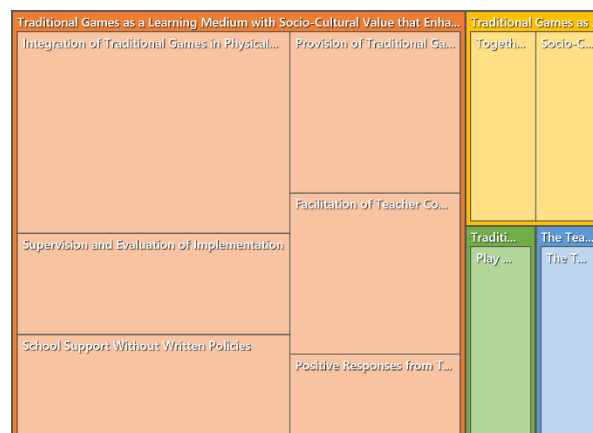 Traditional Games as a Learning Medium with Socio-Cultural Value that Enha...
Integration of Traditional Games in Physical...
Provision of Traditional Ga...
Facilitation of Teacher Co...
Supervision and Evaluation of Implementation
School Support Without Written Policies
Positive Responses from T...
Traditional Games as
Togeth...
Socio-C...
Traditi...
Play ...
The Tea...
The T...